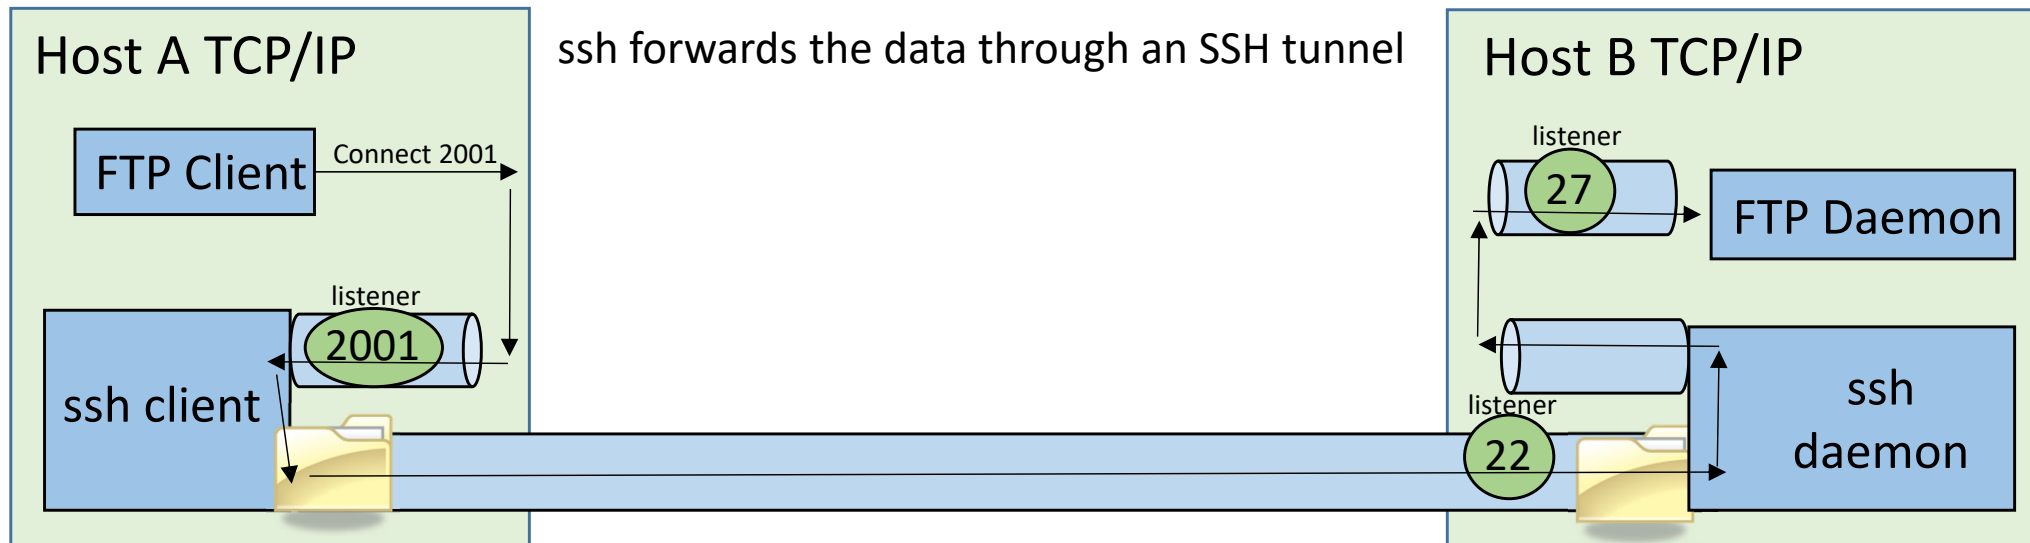 Host A TCP/IP
ssh forwards the data through an SSH tunnel
Host B TCP/IP
FTP Client
Connect 2001
listener
27
FTP Daemon
listener
2001
ssh client
listener
22
ssh
daemon